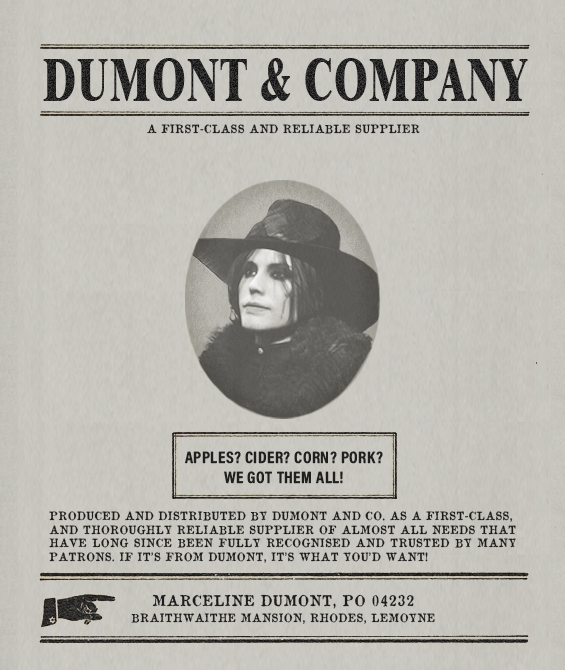 DUMONT & COMPANY
A FIRST-CLASS AND RELIABLE SUPPLIER
APPLES? CIDER? CORN? PORK?
WE GOT THEM ALL!
PRODUCED AND DISTRIBUTED BY DUMONT AND CO. AS A FIRST-CLASS,
AND THOROUGHLY RELIABLE SUPPLIER OF ALMOST ALL NEEDS THAT
HAVE LONG SINCE BEEN FULLY RECOGNISED AND TRUSTED BY MANY
PATRONS. IF IT'S FROM DUMONT, IT'S WHAT YOU'D WANT!
MARCELINE DUMONT, PO 04232
BRAITHWAITHE MANSION, RHODES, LEMOYNE